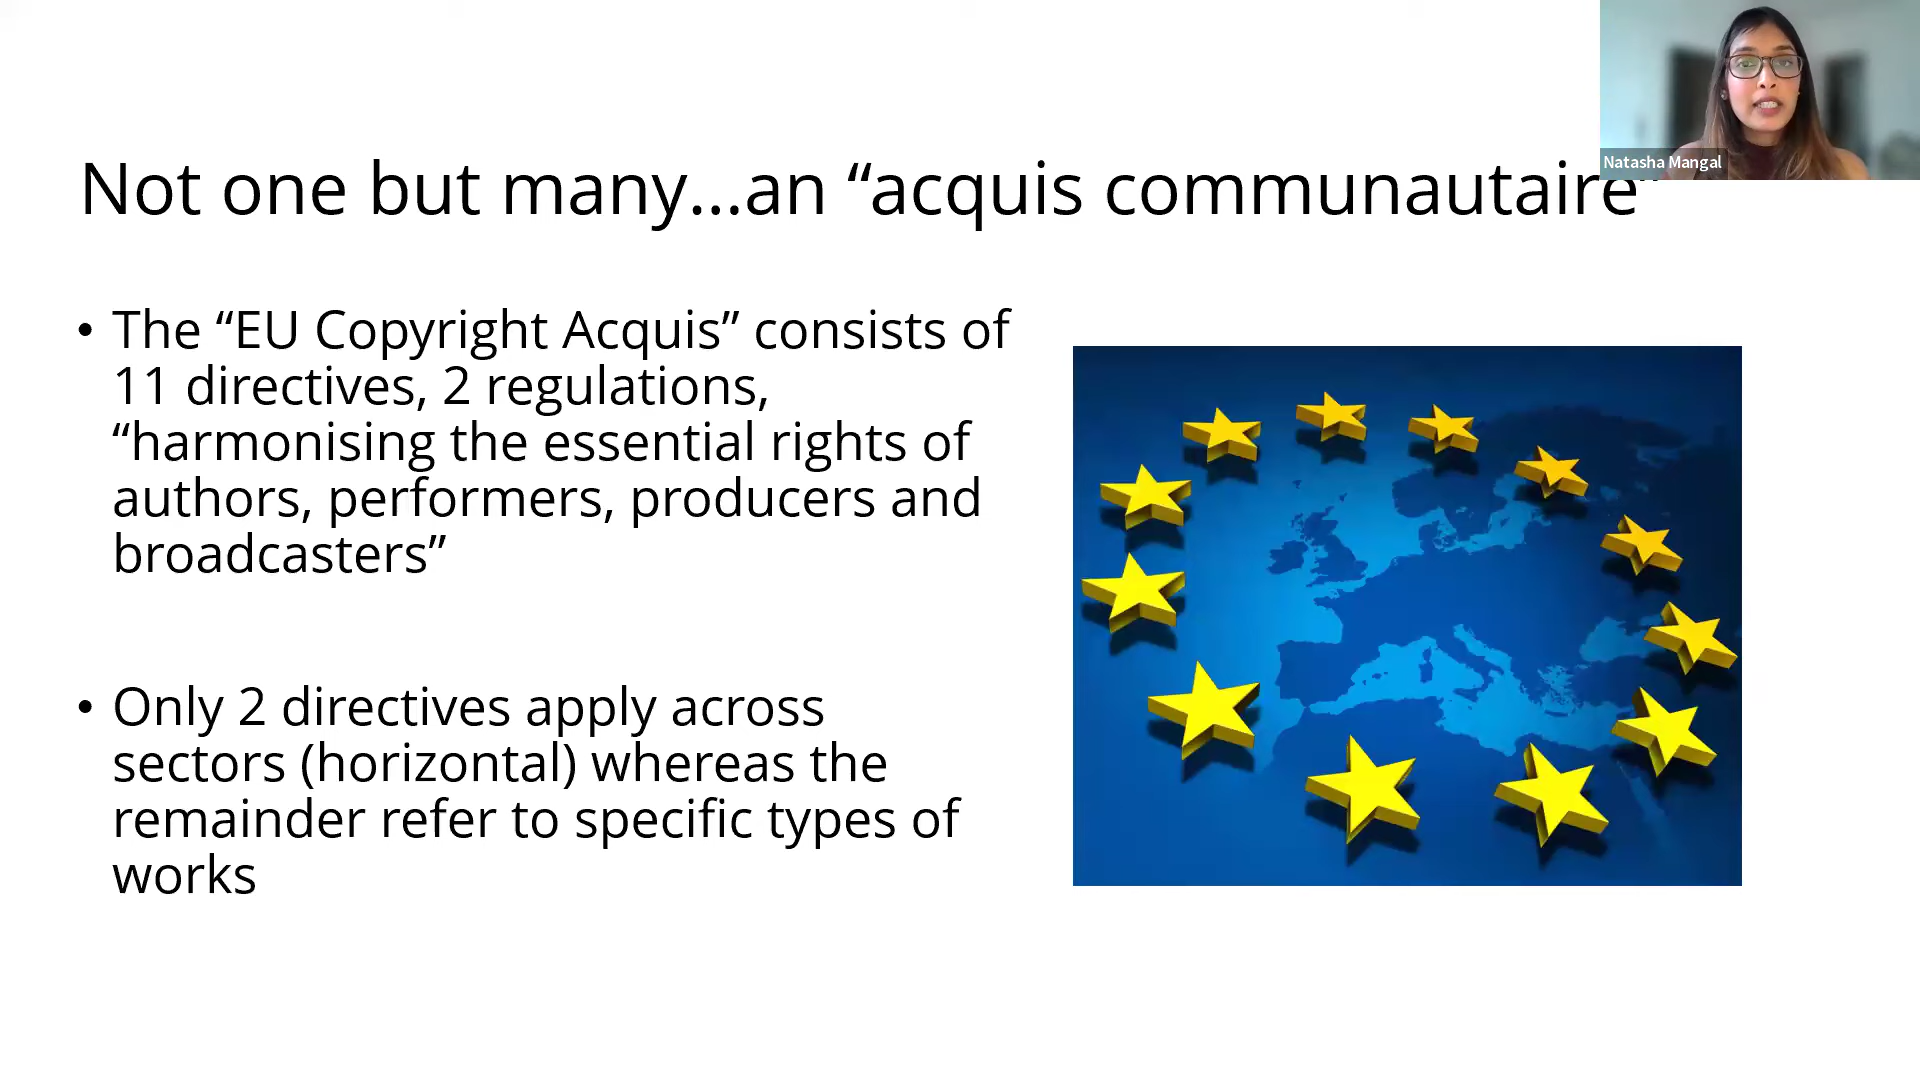 Natasha Mangal
Not one but many...an “acquis communautaire”
• The “EU Copyright Acquis” consists of
11 directives, 2 regulations,
“harmonising the essential rights of
authors, performers, producers and
broadcasters”
• Only 2 directives apply across
sectors (horizontal) whereas the
remainder refer to specific types of
works